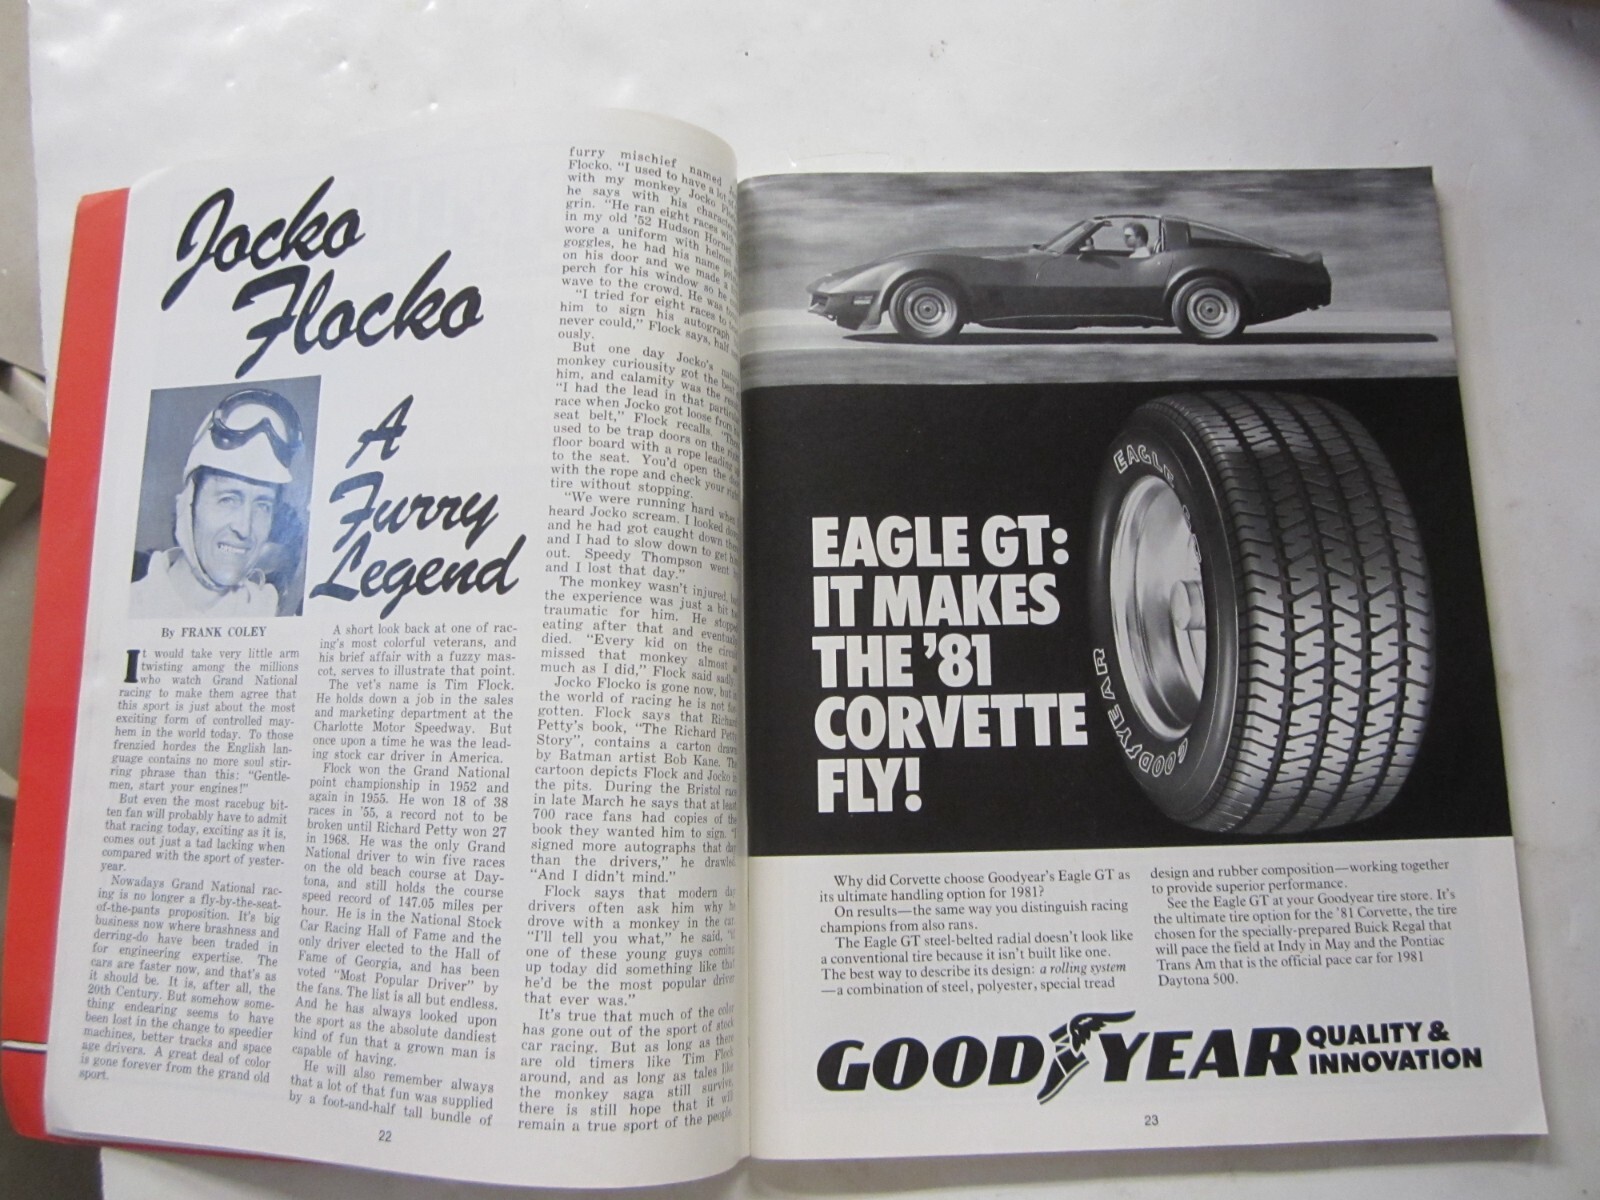 Jocko
Flocko
A
Furry
Legend
By FRANK COLEY
It would take very little arm
twisting among the millions
who watch Grand National
racing to make them agree that
this sport is just about the most
exciting form of controlled may-
hem in the world today. To those
frenzied hordes the English lan-
guage contains no more soul stir-
ring phrase than this: "Gentle-
men, start your engines!"
But even the most racebug bit-
ten fan will probably have to admit
that racing today, exciting as it is,
comes out just a tad lacking when
compared with the sport of yester-
year.
Nowadays Grand National rac-
ing is no longer a fly-by-the-seat-
of-the-pants proposition. It's big
business now where brashness and
derring-do have been traded in
for engineering expertise. The
cars are faster now, and that's as
it should be. It is, after all, the
20th Century. But somehow some-
thing endearing seems to have
been lost in the change to speedier
machines, better tracks and space
age drivers. A great deal of color
is gone forever from the grand old
sport.
A short look back at one of rac-
ing's most colorful veterans, and
his brief affair with a fuzzy mas-
cot, serves to illustrate that point.
The vet's name is Tim Flock.
He holds down a job in the sales
and marketing department at the
Charlotte Motor Speedway. But
once upon a time he was the lead-
ing stock car driver in America.
Flock won the Grand National
point championship in 1952 and
again in 1955. He won 18 of 38
races in '55, a record not to be
broken until Richard Petty won 27
in 1968. He was the only Grand
National driver to win five races
on the old beach course at Day-
tona, and still holds the course
speed record of 147.05 miles per
hour. He is in the National Stock
Car Racing Hall of Fame and the
only driver elected to the Hall of
Fame of Georgia, and has been
voted "Most Popular Driver" by
the fans. The list is all but endless.
And he has always looked upon
the sport as the absolute dandiest
kind of fun that a grown man is
capable of having.
He will also remember always
that a lot of that fun was supplied
by a foot-and-half tall bundle of
furry mischief named
Flocko. "I used to have a lot
with my monkey Jocko
he says with his
grin. "He ran eight races
in my old '52 Hudson
wore a uniform with
goggles, he had his name
on his door and we made a
perch for his window so he
wave to the crowd. He was
"I tried for eight races to
him to sign his autograph
never could," Flock says, half
ously.
But one day Jocko's
monkey curiousity got the
him, and calamity was the
"I had the lead in that
race when Jocko got loose from
seat belt," Flock recalls.
used to be trap doors on the
floor board with a rope leading
to the seat. You'd open the
with the rope and check your
tire without stopping.
"We were running hard when
heard Jocko scream. I looked
and he had got caught down
and I had to slow down to get
out. Speedy Thompson went
and I lost that day."
The monkey wasn't injured,
the experience was just a bit
traumatic for him. He stopped
eating after that and
died. "Every kid on the
missed that monkey almost
much as I did," Flock said sadly.
Jocko Flocko is gone now, but
the world of racing he is not
gotten. Flock says that
Petty's book, "The Richard Petty
Story", contains a carton drawn
by Batman artist Bob Kane. The
cartoon depicts Flock and Jocko in
the pits. During the Bristol race
in late March he says that at least
700 race fans had copies of the
book they wanted him to sign. "I
signed more autographs that day
than the drivers," he drawled.
"And I didn't mind."
Flock says that modern day
drivers often ask him why he
drove with a monkey in the car.
"I'll tell you what," he said, "if
one of these young guys coming
up today did something like that
he'd be the most popular driver
that ever was."
It's true that much of the color
has gone out of the sport of stock
car racing. But as long as there
are old timers like Tim Flock
around, and as long as tales like
the monkey saga still survive,
there is still hope that it will
remain a true sport of the people.
22
EAGLE GT
GOODYEAR
EAGLE GT:
IT MAKES
THE '81
CORVETTE
FLY!
Why did Corvette choose Goodyear's Eagle GT as
its ultimate handling option for 1981?
On results—the same way you distinguish racing
champions from also rans.
The Eagle GT steel-belted radial doesn't look like
a conventional tire because it isn't built like one.
The best way to describe its design: a rolling system
—a combination of steel, polyester, special tread
design and rubber composition—working together
to provide superior performance.
See the Eagle GT at your Goodyear tire store. It's
the ultimate tire option for the '81 Corvette, the tire
chosen for the specially-prepared Buick Regal that
will pace the field at Indy in May and the Pontiac
Trans Am that is the official pace car for 1981
Daytona 500.
GOODYEAR QUALITY &
INNOVATION
23